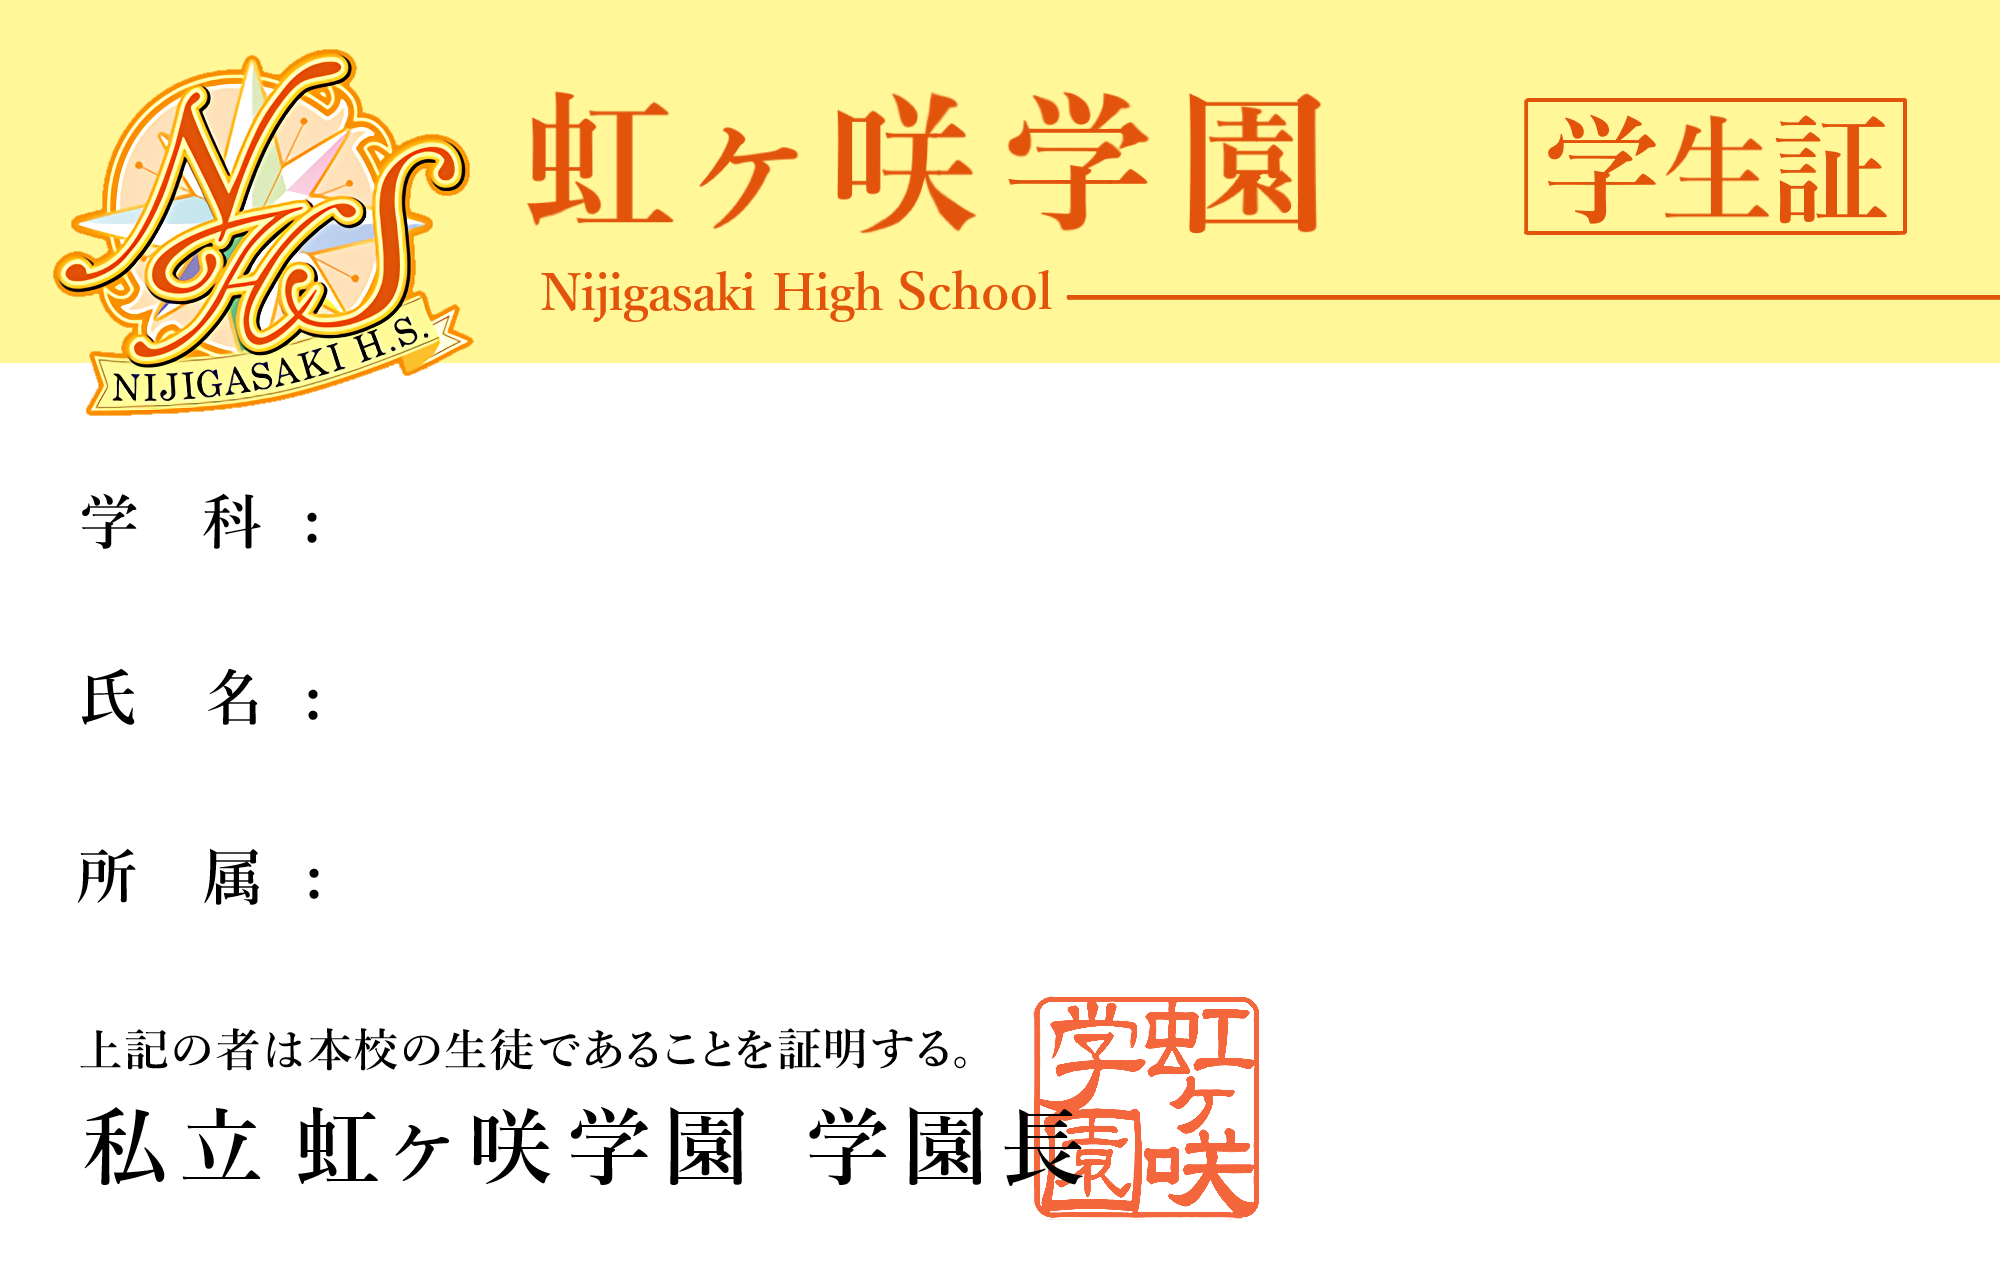 NHS
NIJIGASAKI H.S.
虹ヶ咲学園
学生証
Nijigasaki High School
学 科 :
氏 名 :
所 属 :
上記の者は本校の生徒であることを証明する。
私立 虹ヶ咲学園 学園長
虹ヶ咲
学園